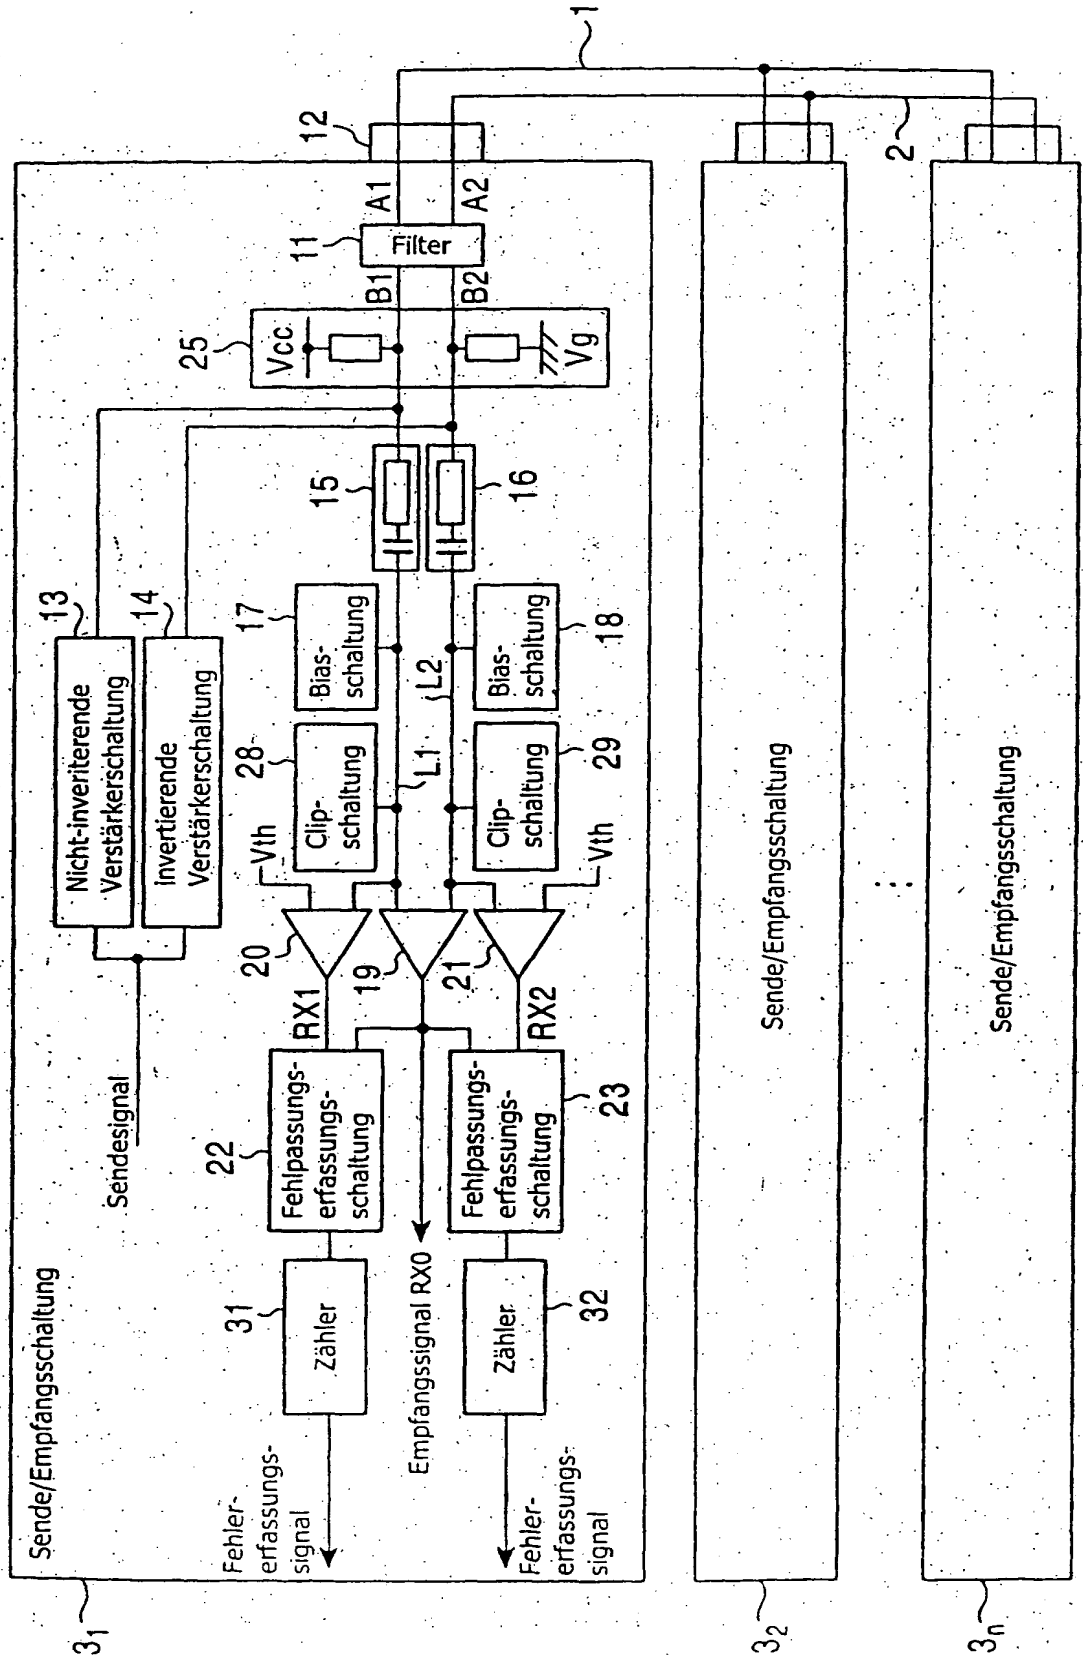 Sende/Empfangsschaltung
3₁
Sendesignal
Nicht-inveriterende
Verstärkerschaltung
13
Invertierende
Verstärkerschaltung
14
Fehler-
erfassungs-
signal
31
Zähler
22
Fehlpassungs-
erfassungs-
schaltung
RX1
20
Vth
28
Clip-
schaltung
17
Bias-
schaltung
15
25
Vcc
B1
11
Filter
A1
12
1
Empfangssignal RX0
19
L1
L2
Fehler-
erfassungs-
signal
Zähler
32
Fehlpassungs-
erfassungs-
schaltung
23
RX2
21
Vth
Clip-
schaltung
29
Bias-
schaltung
18
16
Vg
B2
A2
3₂
Sende/Empfangsschaltung
2
...
3n
Sende/Empfangsschaltung